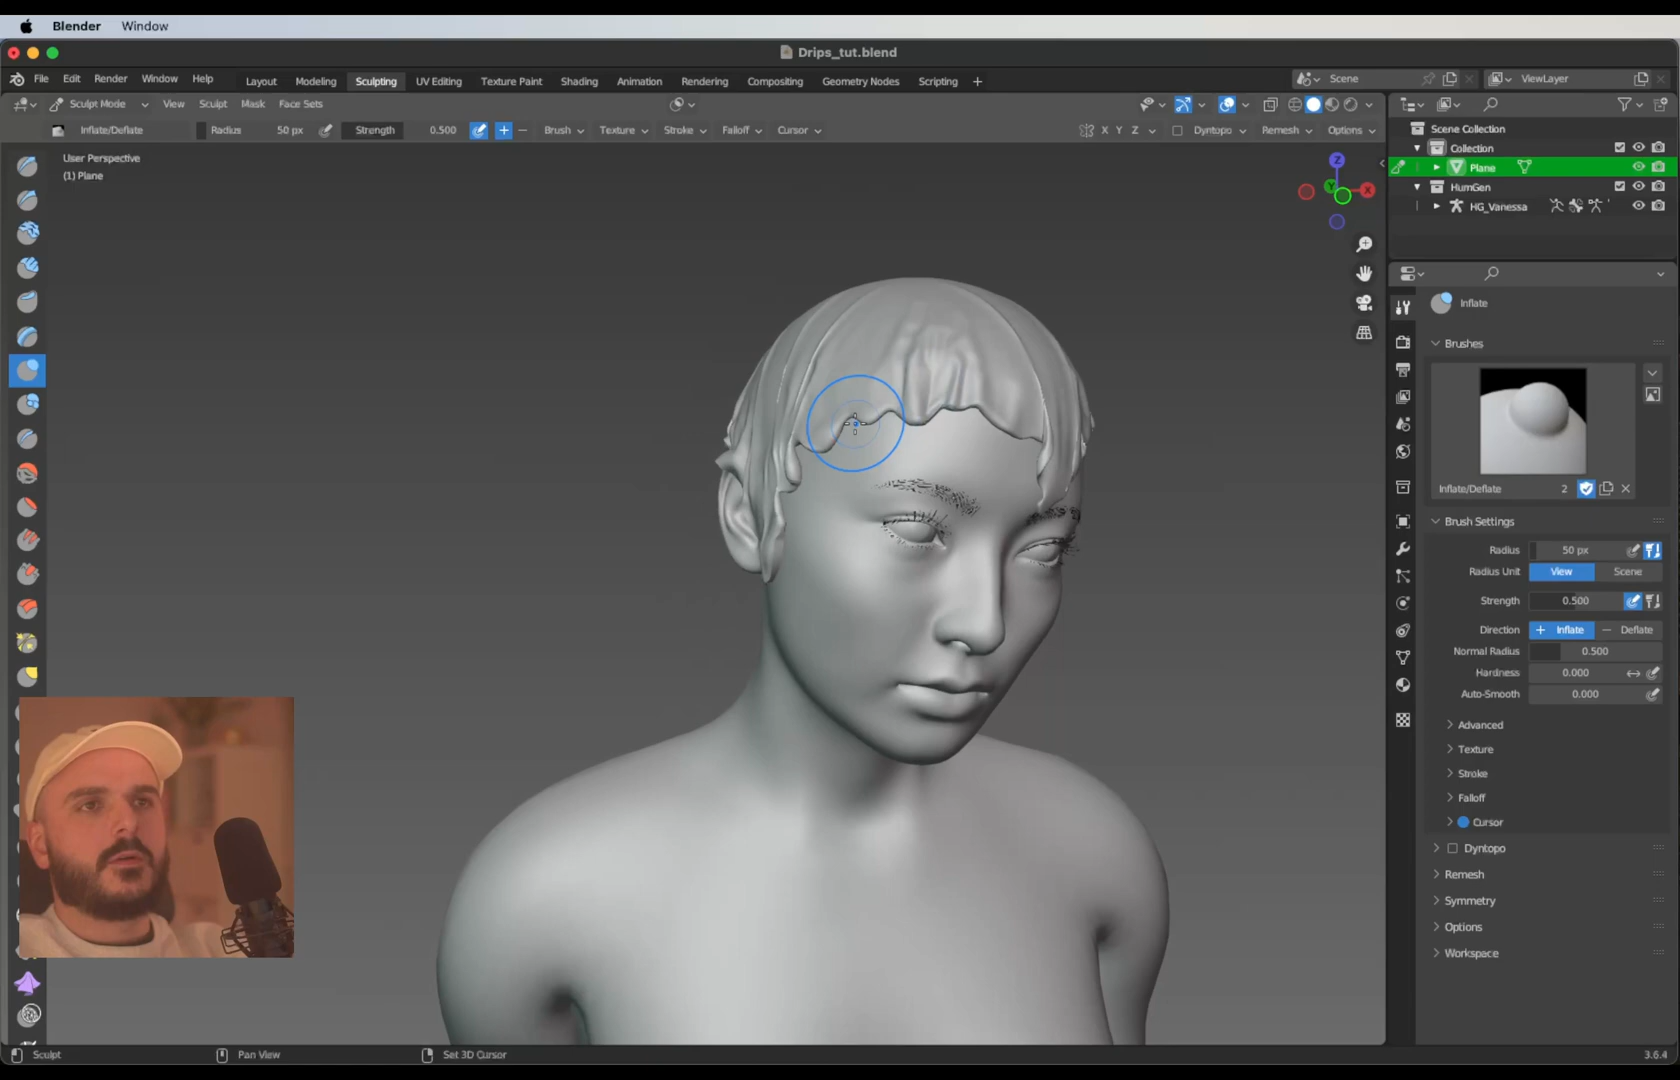 Blender Window
Drips_tut.blend
File Edit Render Window Help Layout Modeling Sculpting UV Editing Texture Paint Shading Animation Rendering Compositing Geometry Nodes Scripting + Scene ViewLayer
Sculpt Mode View Sculpt Mask Face Sets
Inflate/Deflate Radius 50 px Strength 0.500 Brush Texture Stroke Falloff Cursor X Y Z Dyntopo Remesh Options
User Perspective
(1) Plane
Z
Y
X
Scene Collection
Collection
Plane
HumGen
HG_Vanessa
Inflate
Brushes
Inflate/Deflate 2
Brush Settings
Radius 50 px
Radius Unit View Scene
Strength 0.500
Direction + Inflate − Deflate
Normal Radius 0.500
Hardness 0.000
Auto-Smooth 0.000
Advanced
Texture
Stroke
Falloff
Cursor
Dyntopo
Remesh
Symmetry
Options
Workspace
Sculpt Pan View Set 3D Cursor 3.6.4